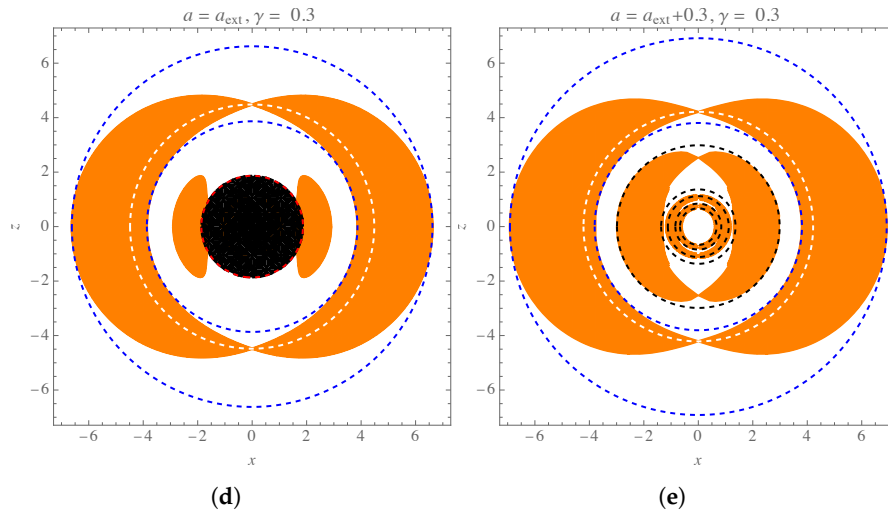 a = a_ext, γ = 0.3
6
4
2
0
−2
−4
−6
z
−6 −4 −2 0 2 4 6
x
(d)
a = a_ext+0.3, γ = 0.3
6
4
2
0
−2
−4
−6
z
−6 −4 −2 0 2 4 6
x
(e)